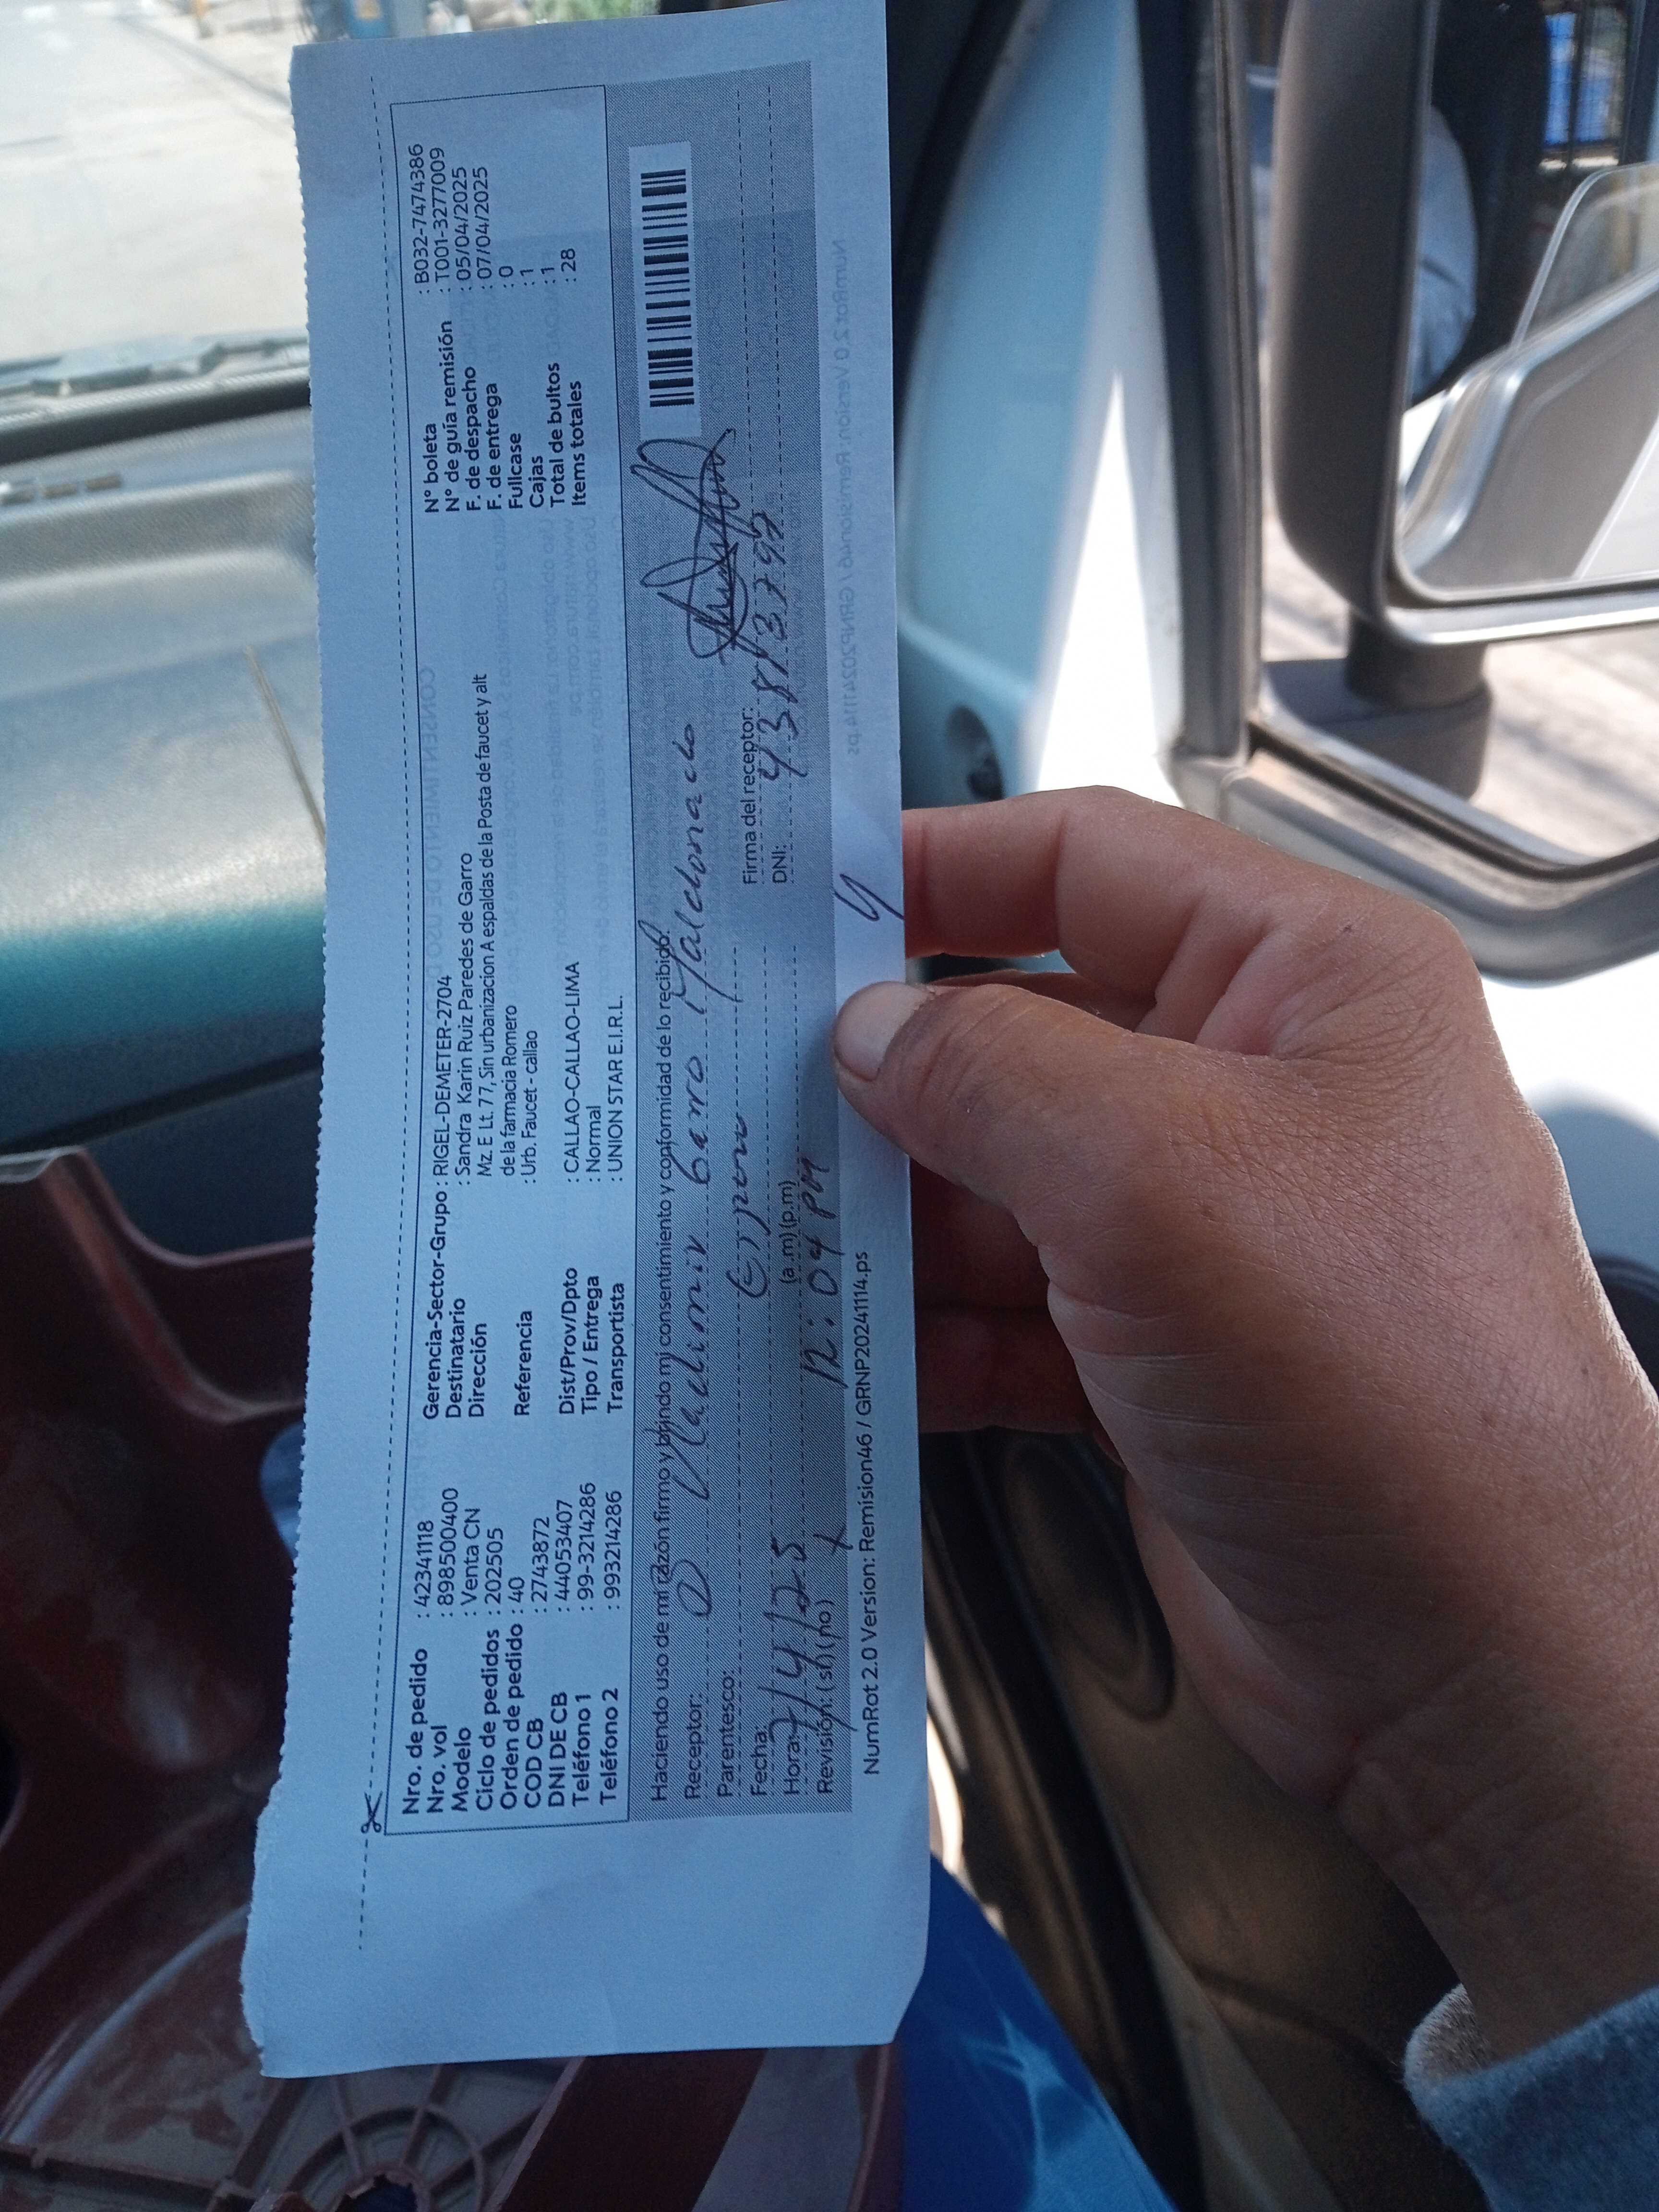 Nro. de pedido : 42341118
Nro. vol : 898500400
Modelo : Venta CN
Ciclo de pedidos : 202505
Orden de pedido : 40
COD CB : 2743872
DNI DE CB : 44053407
Teléfono 1 : 99-3214286
Teléfono 2 : 993214286
Gerencia-Sector-Grupo : RIGEL-DEMETER-2704
Destinatario : Sandra Karin Ruiz Paredes de Garro
Dirección Mz. E Lt. 77, Sin urbanizacion A espaldas de la Posta de faucet y alt
de la farmacia Romero
Referencia : Urb. Faucet - callao
Dist/Prov/Dpto : CALLAO-CALLAO-LIMA
Tipo / Entrega : Normal
Transportista : UNION STAR E.I.R.L.
N° boleta : B032-7474386
N° de guía remisión : T001-3277009
F. de despacho : 05/04/2025
F. de entrega : 07/04/2025
Fullcase : 0
Cajas : 1
Total de bultos : 1
Items totales : 28
Haciendo uso de mi razón firmo y brindo mi consentimiento y conformidad de lo recibido:
Receptor: Vladimir Garro Maldonado
Parentesco: Esposo
Fecha: 7/4/25
Hora: (a.m) (p.m) 12:04 PM
Revisión: (si) (no)
Firma del receptor:
DNI:
NumRot 2.0 Version: Remision46 / GRNP20241114.ps